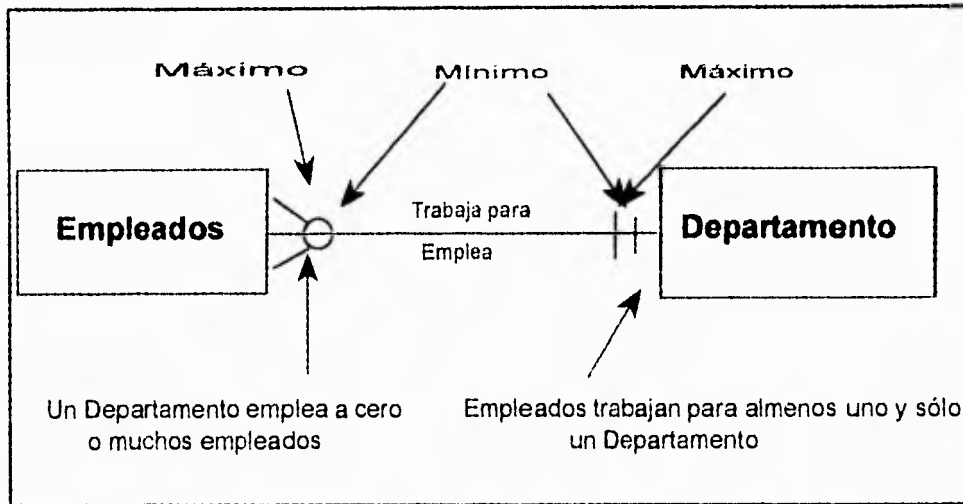 Máximo Mínimo Máximo
Empleados
Trabaja para
Emplea
Departamento
Un Departamento emplea a cero
o muchos empleados
Empleados trabajan para almenos uno y sólo
un Departamento